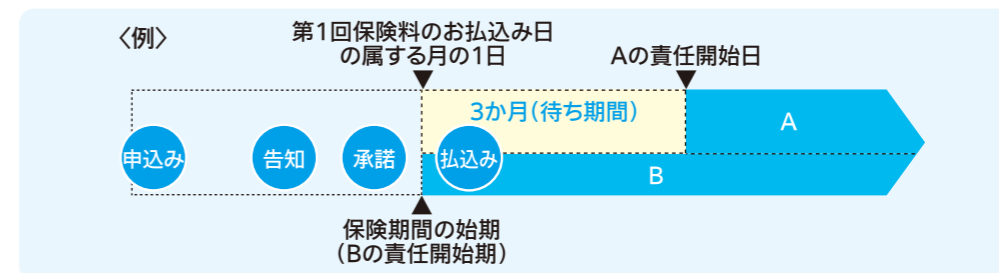 〈例〉
第1回保険料のお払込み日
の属する月の1日
Aの責任開始日
3か月(待ち期間)
A
申込み
告知
承諾
払込み
B
保険期間の始期
(Bの責任開始期)